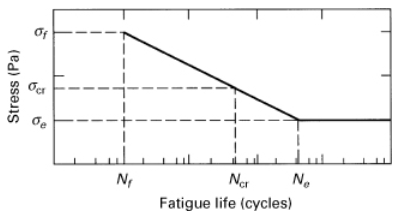 Stress (Pa)
σf
σcr
σe
Nf
Ncr
Ne
Fatigue life (cycles)